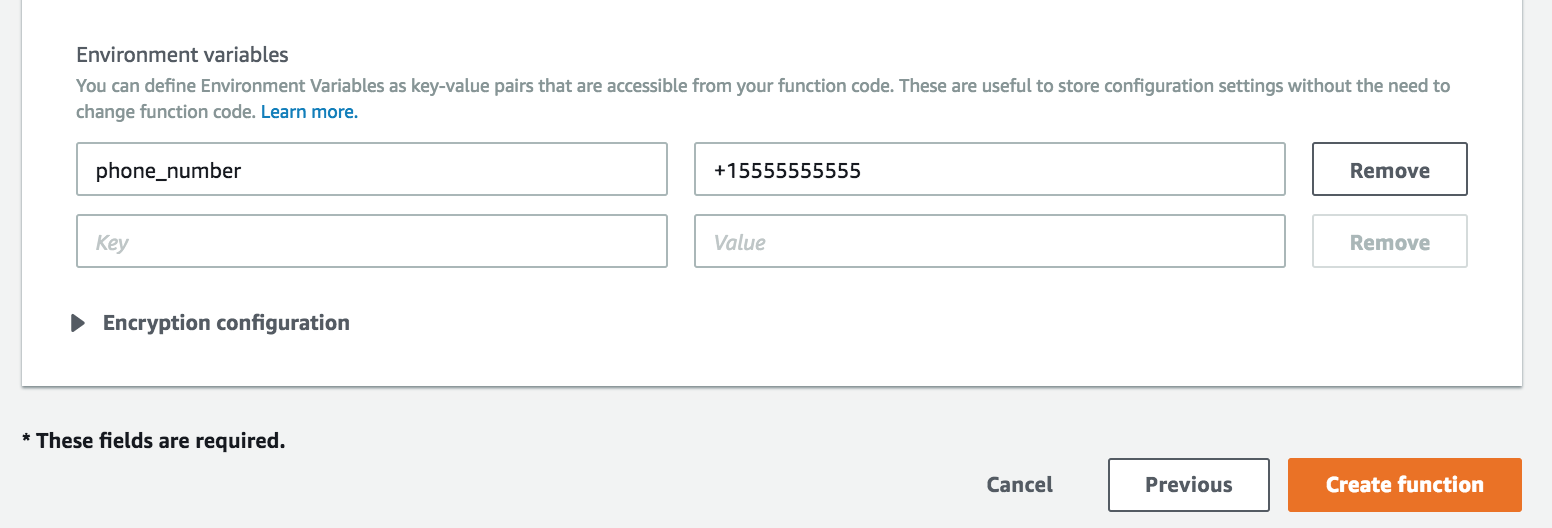 Environment variables
You can define Environment Variables as key-value pairs that are accessible from your function code. These are useful to store configuration settings without the need to
change function code. Learn more.
phone_number +15555555555 Remove
Key Value Remove
Encryption configuration
* These fields are required.
Cancel Previous Create function